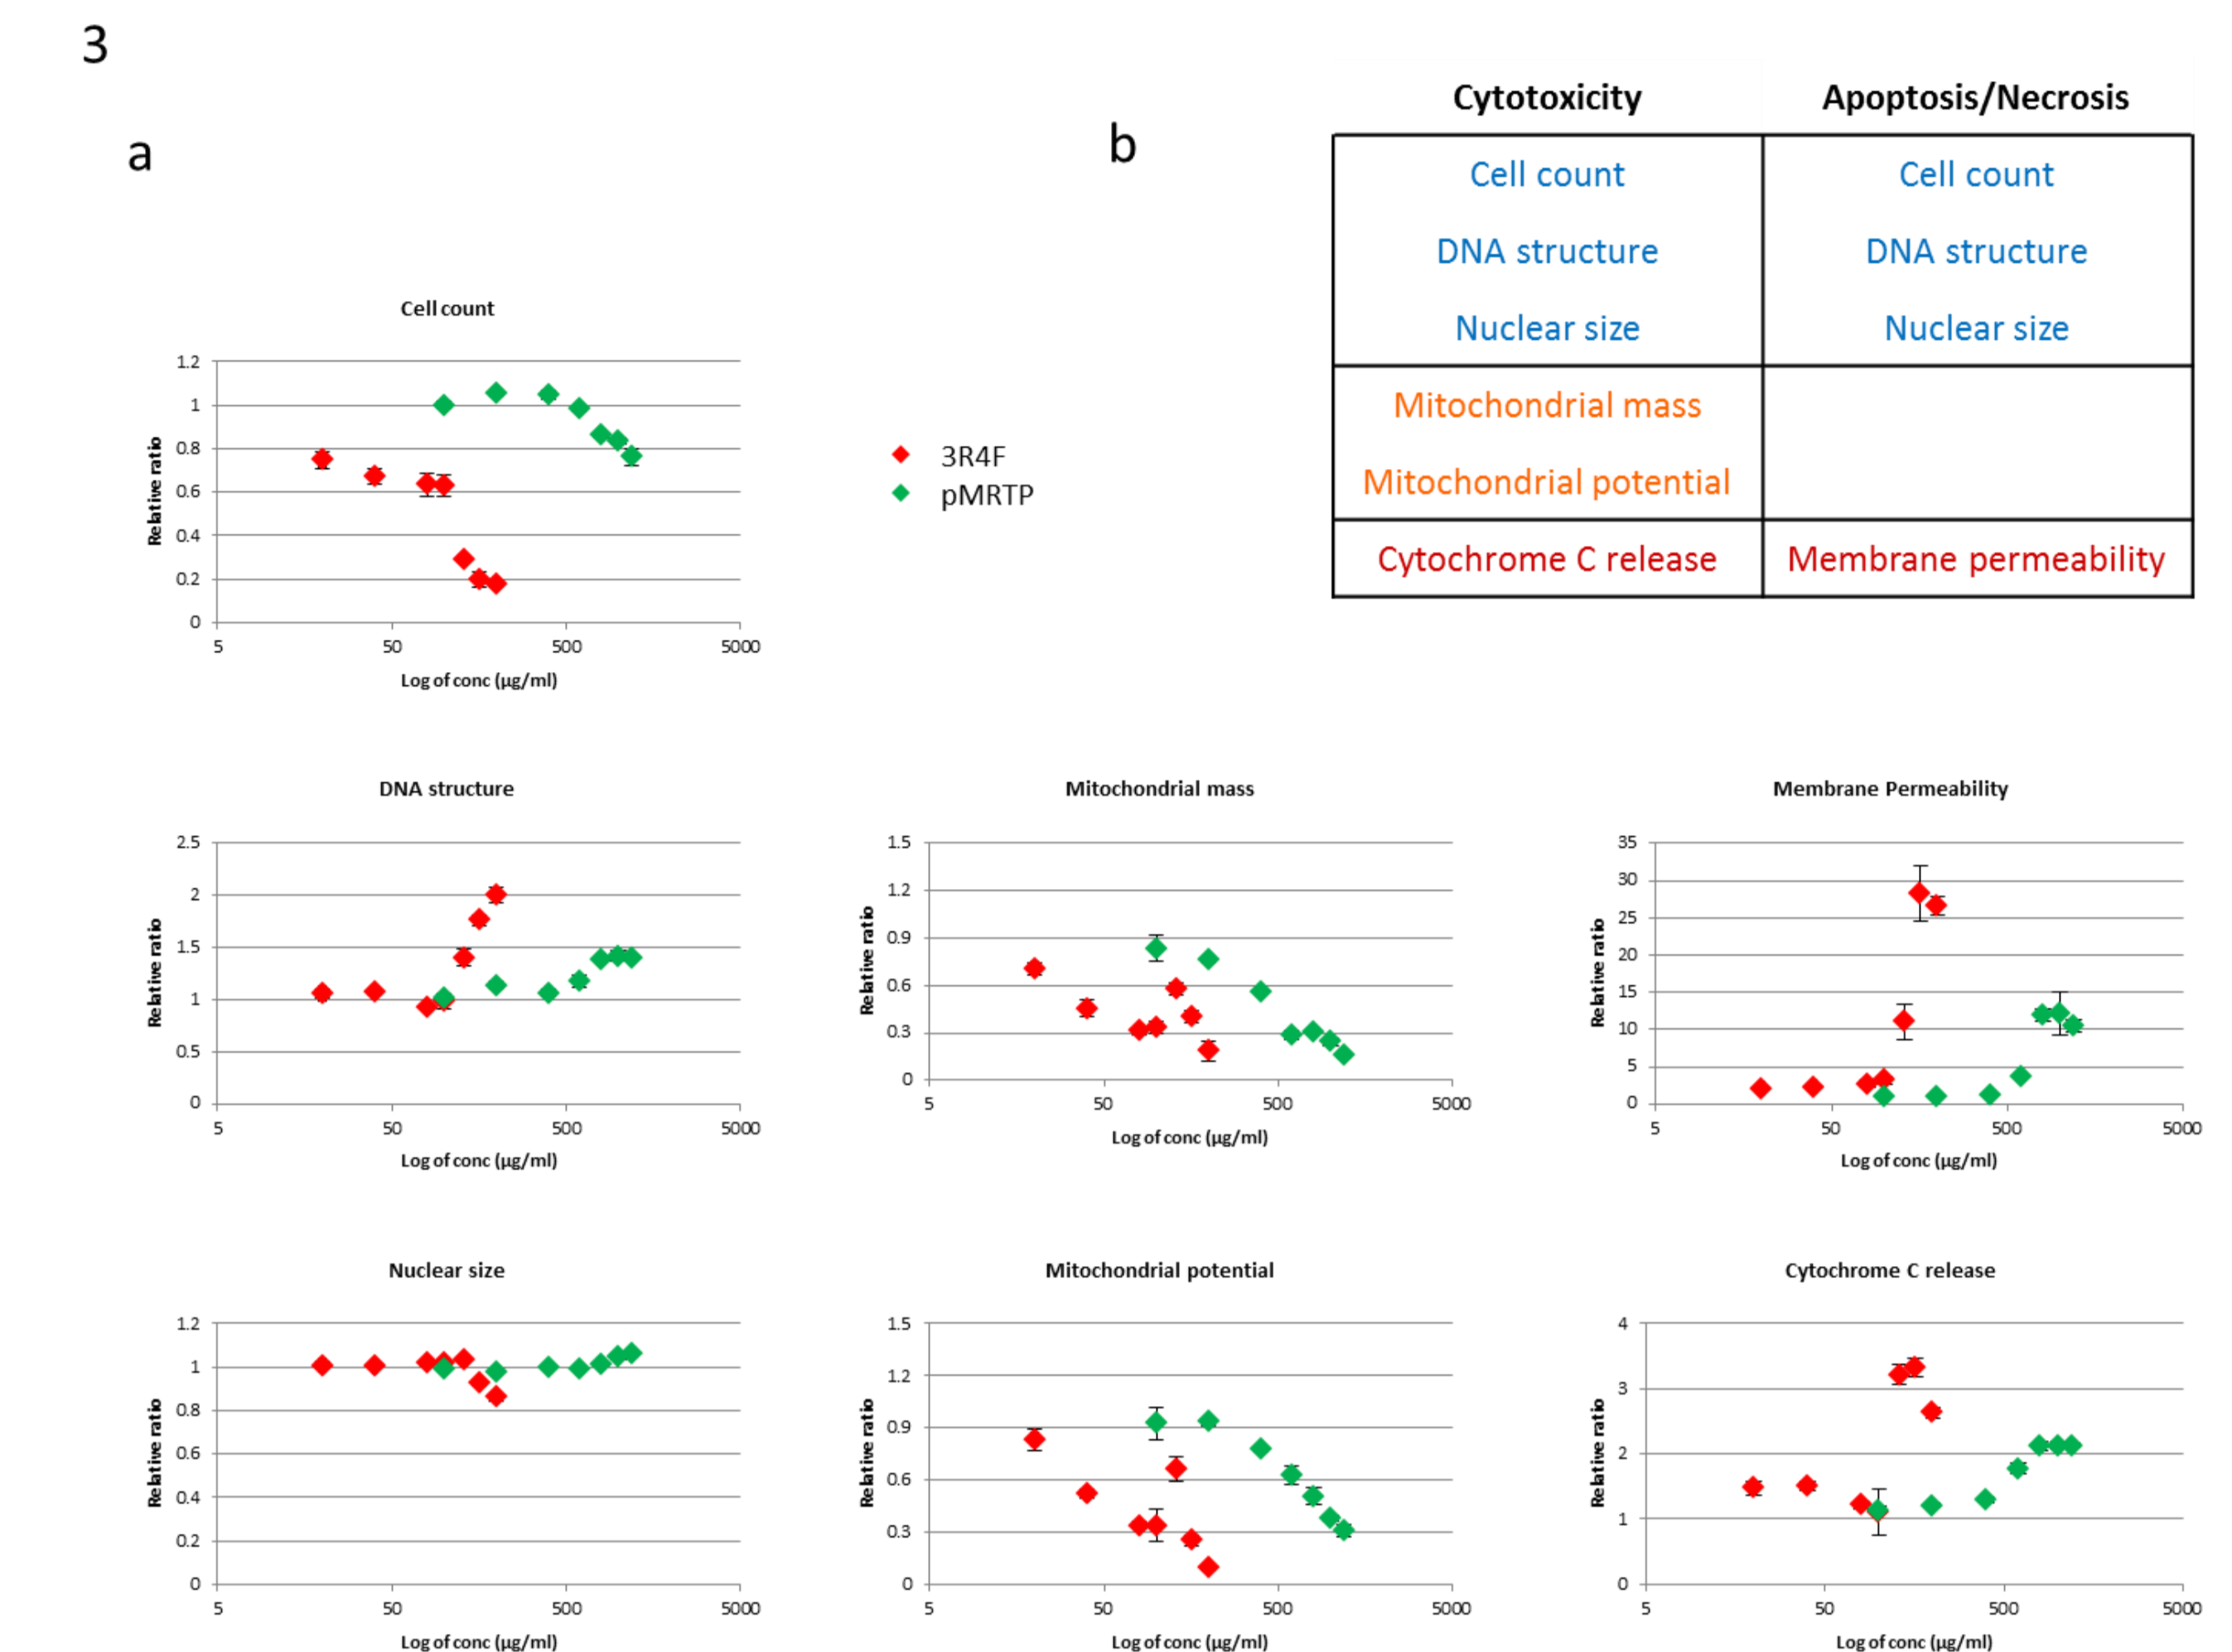 3
a
b
Cytotoxicity Apoptosis/Necrosis
Cell count Cell count
DNA structure DNA structure
Nuclear size Nuclear size
Mitochondrial mass
Mitochondrial potential
Cytochrome C release Membrane permeability
Cell count
Relative ratio
1.2
1
0.8
0.6
0.4
0.2
0
5 50 500 5000
Log of conc (µg/ml)
3R4F
pMRTP
DNA structure
Relative ratio
2.5
2
1.5
1
0.5
0
5 50 500 5000
Log of conc (µg/ml)
Mitochondrial mass
Relative ratio
1.5
1.2
0.9
0.6
0.3
0
5 50 500 5000
Log of conc (µg/ml)
Membrane Permeability
Relative ratio
35
30
25
20
15
10
5
0
5 50 500 5000
Log of conc (µg/ml)
Nuclear size
Relative ratio
1.2
1
0.8
0.6
0.4
0.2
0
5 50 500 5000
Log of conc (µg/ml)
Mitochondrial potential
Relative ratio
1.5
1.2
0.9
0.6
0.3
0
5 50 500 5000
Log of conc (µg/ml)
Cytochrome C release
Relative ratio
4
3
2
1
0
5 50 500 5000
Log of conc (µg/ml)